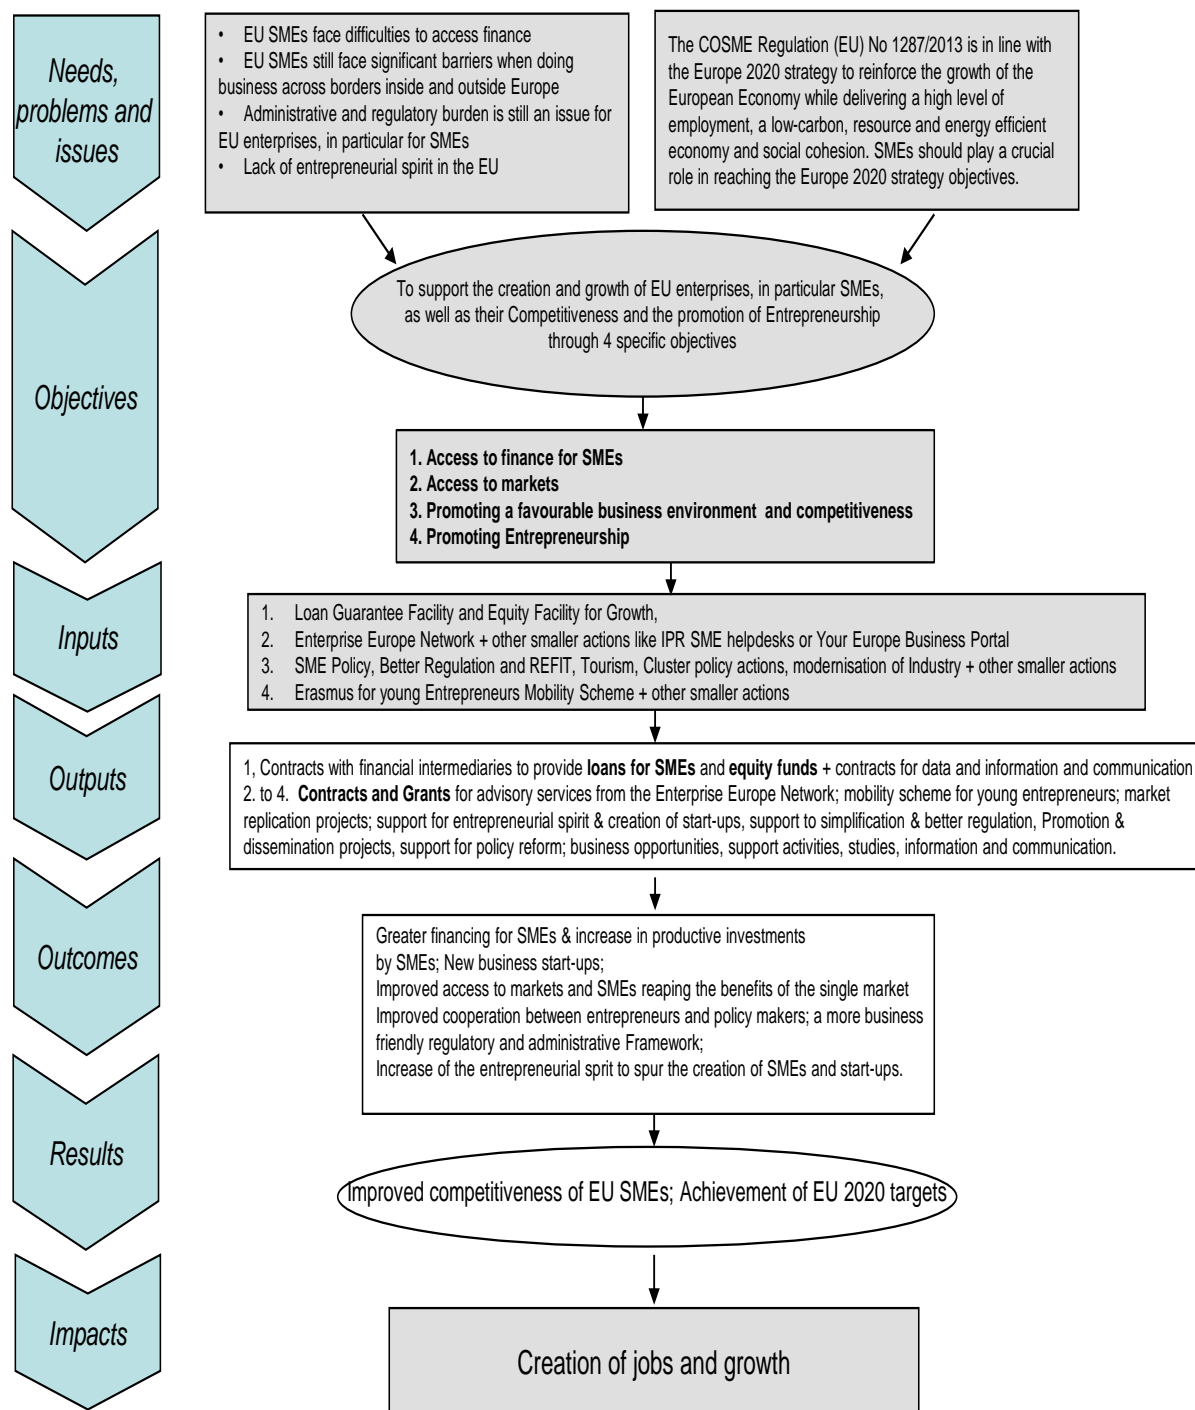 Needs,
problems and
issues
• EU SMEs face difficulties to access finance
• EU SMEs still face significant barriers when doing
business across borders inside and outside Europe
• Administrative and regulatory burden is still an issue for
EU enterprises, in particular for SMEs
• Lack of entrepreneurial spirit in the EU
The COSME Regulation (EU) No 1287/2013 is in line with
the Europe 2020 strategy to reinforce the growth of the
European Economy while delivering a high level of
employment, a low-carbon, resource and energy efficient
economy and social cohesion. SMEs should play a crucial
role in reaching the Europe 2020 strategy objectives.
Objectives
To support the creation and growth of EU enterprises, in particular SMEs,
as well as their Competitiveness and the promotion of Entrepreneurship
through 4 specific objectives
1. Access to finance for SMEs
2. Access to markets
3. Promoting a favourable business environment and competitiveness
4. Promoting Entrepreneurship
Inputs
1. Loan Guarantee Facility and Equity Facility for Growth,
2. Enterprise Europe Network + other smaller actions like IPR SME helpdesks or Your Europe Business Portal
3. SME Policy, Better Regulation and REFIT, Tourism, Cluster policy actions, modernisation of Industry + other smaller actions
4. Erasmus for young Entrepreneurs Mobility Scheme + other smaller actions
Outputs
1, Contracts with financial intermediaries to provide loans for SMEs and equity funds + contracts for data and information and communication
2. to 4. Contracts and Grants for advisory services from the Enterprise Europe Network; mobility scheme for young entrepreneurs; market
replication projects; support for entrepreneurial spirit & creation of start-ups, support to simplification & better regulation, Promotion &
dissemination projects, support for policy reform; business opportunities, support activities, studies, information and communication.
Outcomes
Greater financing for SMEs & increase in productive investments
by SMEs; New business start-ups;
Improved access to markets and SMEs reaping the benefits of the single market
Improved cooperation between entrepreneurs and policy makers; a more business
friendly regulatory and administrative Framework;
Increase of the entrepreneurial sprit to spur the creation of SMEs and start-ups.
Results
Improved competitiveness of EU SMEs; Achievement of EU 2020 targets
Impacts
Creation of jobs and growth